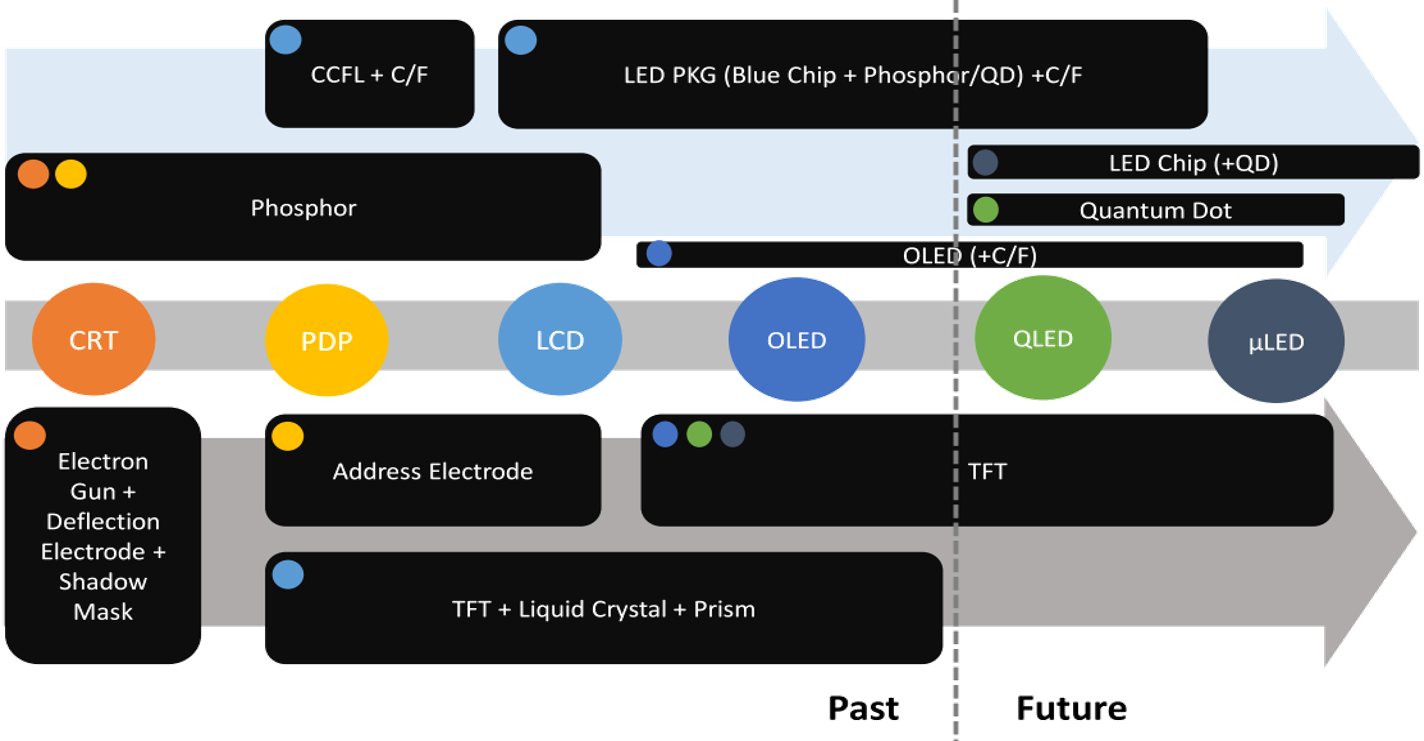 CCFL + C/F
LED PKG (Blue Chip + Phosphor/QD) +C/F
LED Chip (+QD)
Phosphor
Quantum Dot
OLED (+C/F)
CRT
PDP
LCD
OLED
QLED
μLED
Electron
Gun +
Deflection
Electrode +
Shadow
Mask
Address Electrode
TFT
TFT + Liquid Crystal + Prism
Past
Future